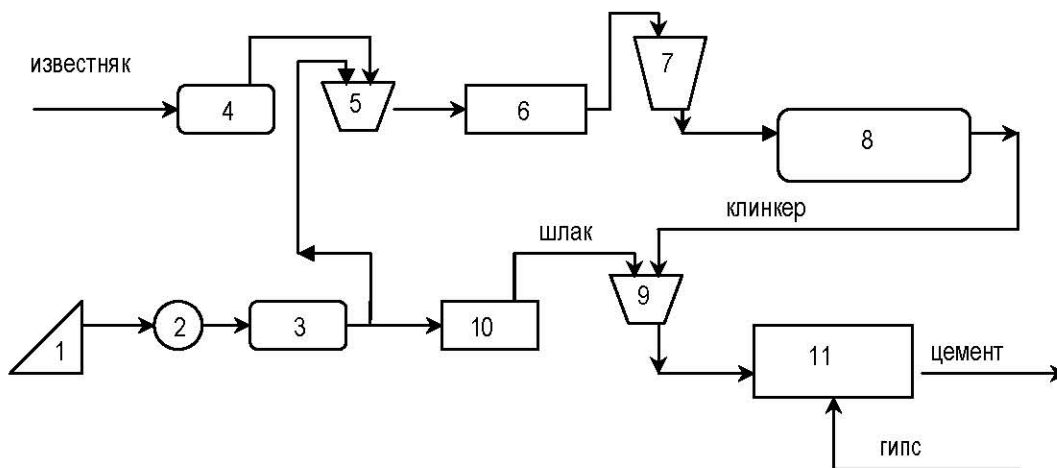 известняк
4
5
6
7
8
клинкер
шлак
9
1
2
3
10
11
цемент
гипс